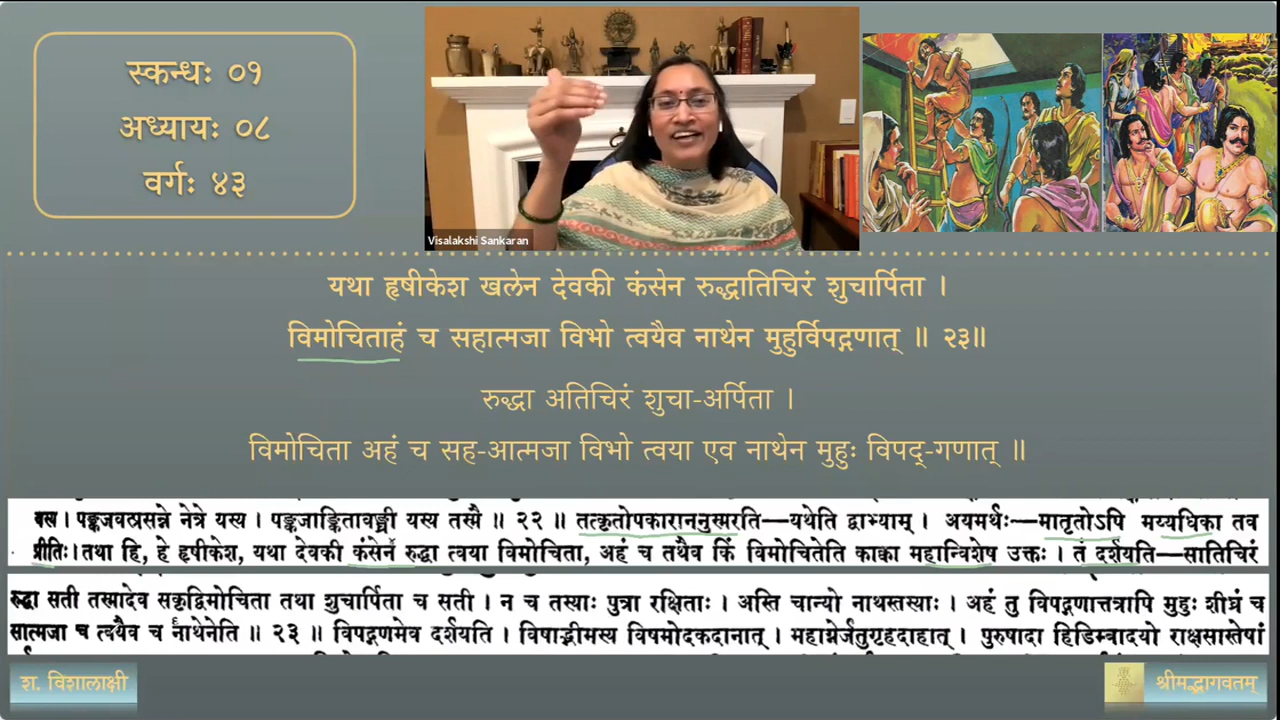 स्कन्धः ०१
अध्यायः ०८
वर्गः ४३
Visalakshi Sankaran
यथा हृषीकेश खलेन देवकी कंसेन रुद्धातिचिरं शुचार्पिता ।
विमोचिताहं च सहात्मजा विभो त्वयैव नाथेन मुहुर्विपद्गणात् ॥ २३॥
रुद्धा अतिचिरं शुचा-अर्पिता ।
विमोचिता अहं च सह-आत्मजा विभो त्वया एव नाथेन मुहुः विपद्-गणात् ॥
यस्य । पङ्कजवत्प्रसन्ने नेत्रे यस्य । पङ्कजाङ्कितावङ्घ्री यस्य तस्मै ॥ २२ ॥ तत्कृतोपकाराननुस्मरति—यथेति द्वाभ्याम् । अयमर्थः—मातृतोऽपि मय्यधिका तव
प्रीतिः । तथा हि, हे हृषीकेश, यथा देवकी कंसेन रुद्धा त्वया विमोचिता, अहं च तथैव किं विमोचितेति काक्वा महान्विशेष उक्तः । तं दर्शयति—सातिचिरं
रुद्धा सती तस्मादेव सकृद्विमोचिता तथा शुचार्पिता च सती । न च तस्याः पुत्रा रक्षिताः । अस्ति चान्यो नाथस्तस्याः । अहं तु विपद्गणात्तत्रापि मुहुः शीघ्रं च
सात्मजा च त्वयैव च नाथेनेति ॥ २३ ॥ विपद्गणमेव दर्शयति । विषाद्भीमस्य विषमोदकदानात् । महाग्नेर्जतुगृहदाहात् । पुरुषादा हिडिम्बादयो राक्षसास्तेषां
श. विशालाक्षी
श्रीमद्भागवतम्